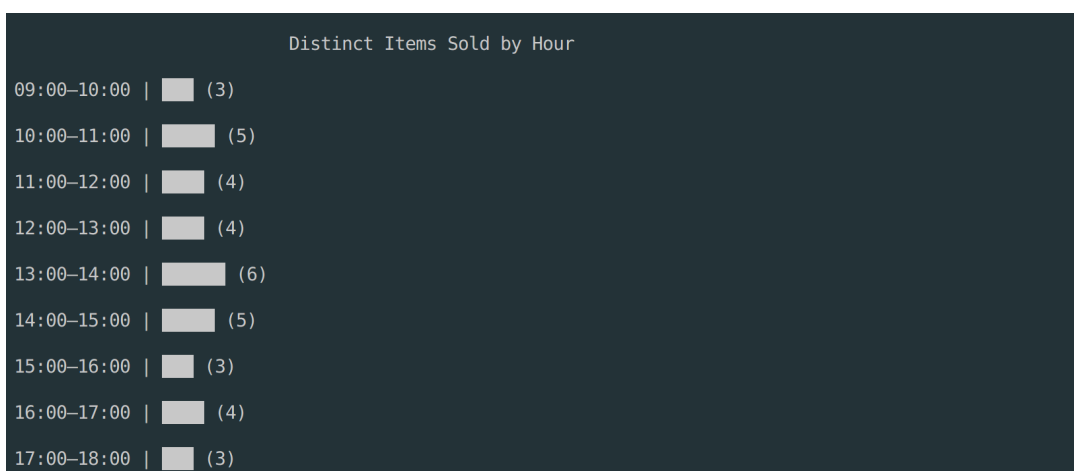 Distinct Items Sold by Hour
09:00–10:00 | ███ (3)
10:00–11:00 | █████ (5)
11:00–12:00 | ████ (4)
12:00–13:00 | ████ (4)
13:00–14:00 | ██████ (6)
14:00–15:00 | █████ (5)
15:00–16:00 | ███ (3)
16:00–17:00 | ████ (4)
17:00–18:00 | ███ (3)